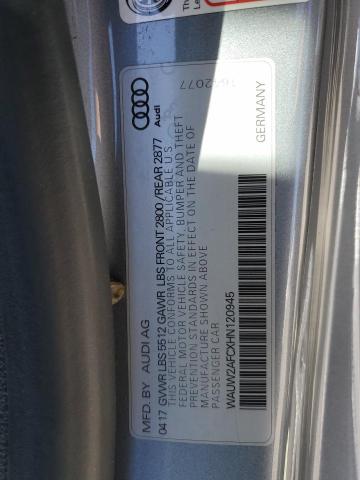 Audi
MFD. BY AUDI AG
04 17 GVWR LBS 5512 GAWR LBS FRONT 2800 / REAR 2877
THIS VEHICLE CONFORMS TO ALL APPLICABLE U S
FEDERAL MOTOR VEHICLE SAFETY, BUMPER AND THEFT
PREVENTION STANDARDS IN EFFECT ON THE DATE OF
MANUFACTURE SHOWN ABOVE.
PASSENGER CAR
WAUW2AFCXHN120945
GERMANY